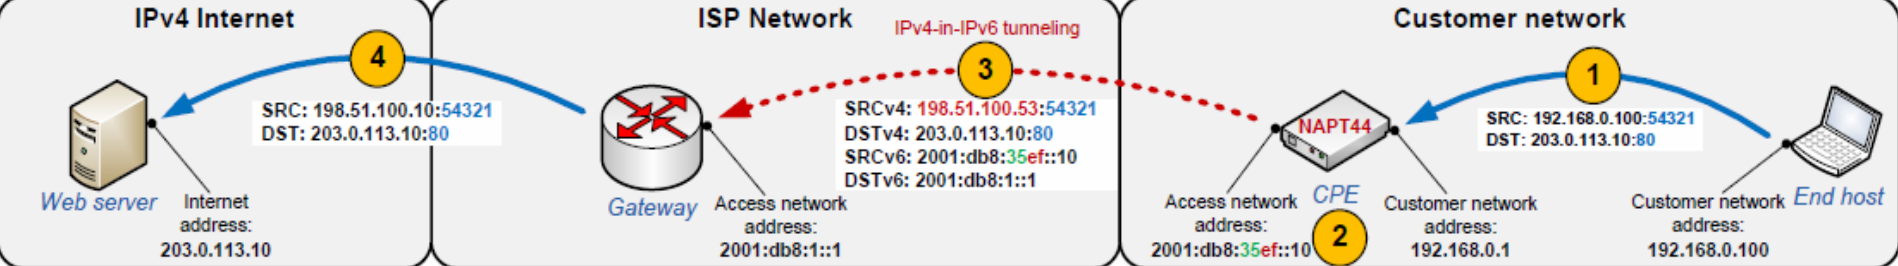 IPv4 Internet
ISP Network
Customer network
IPv4-in-IPv6 tunneling
4
3
1
SRC: 198.51.100.10:54321
DST: 203.0.113.10:80
SRCv4: 198.51.100.53:54321
DSTv4: 203.0.113.10:80
SRCv6: 2001:db8:35ef::10
DSTv6: 2001:db8:1::1
NAPT44
SRC: 192.168.0.100:54321
DST: 203.0.113.10:80
Web server
Internet
address:
203.0.113.10
Gateway
Access network
address:
2001:db8:1::1
Access network
address:
2001:db8:35ef::10
CPE
2
Customer network
address:
192.168.0.1
Customer network
address:
192.168.0.100
End host